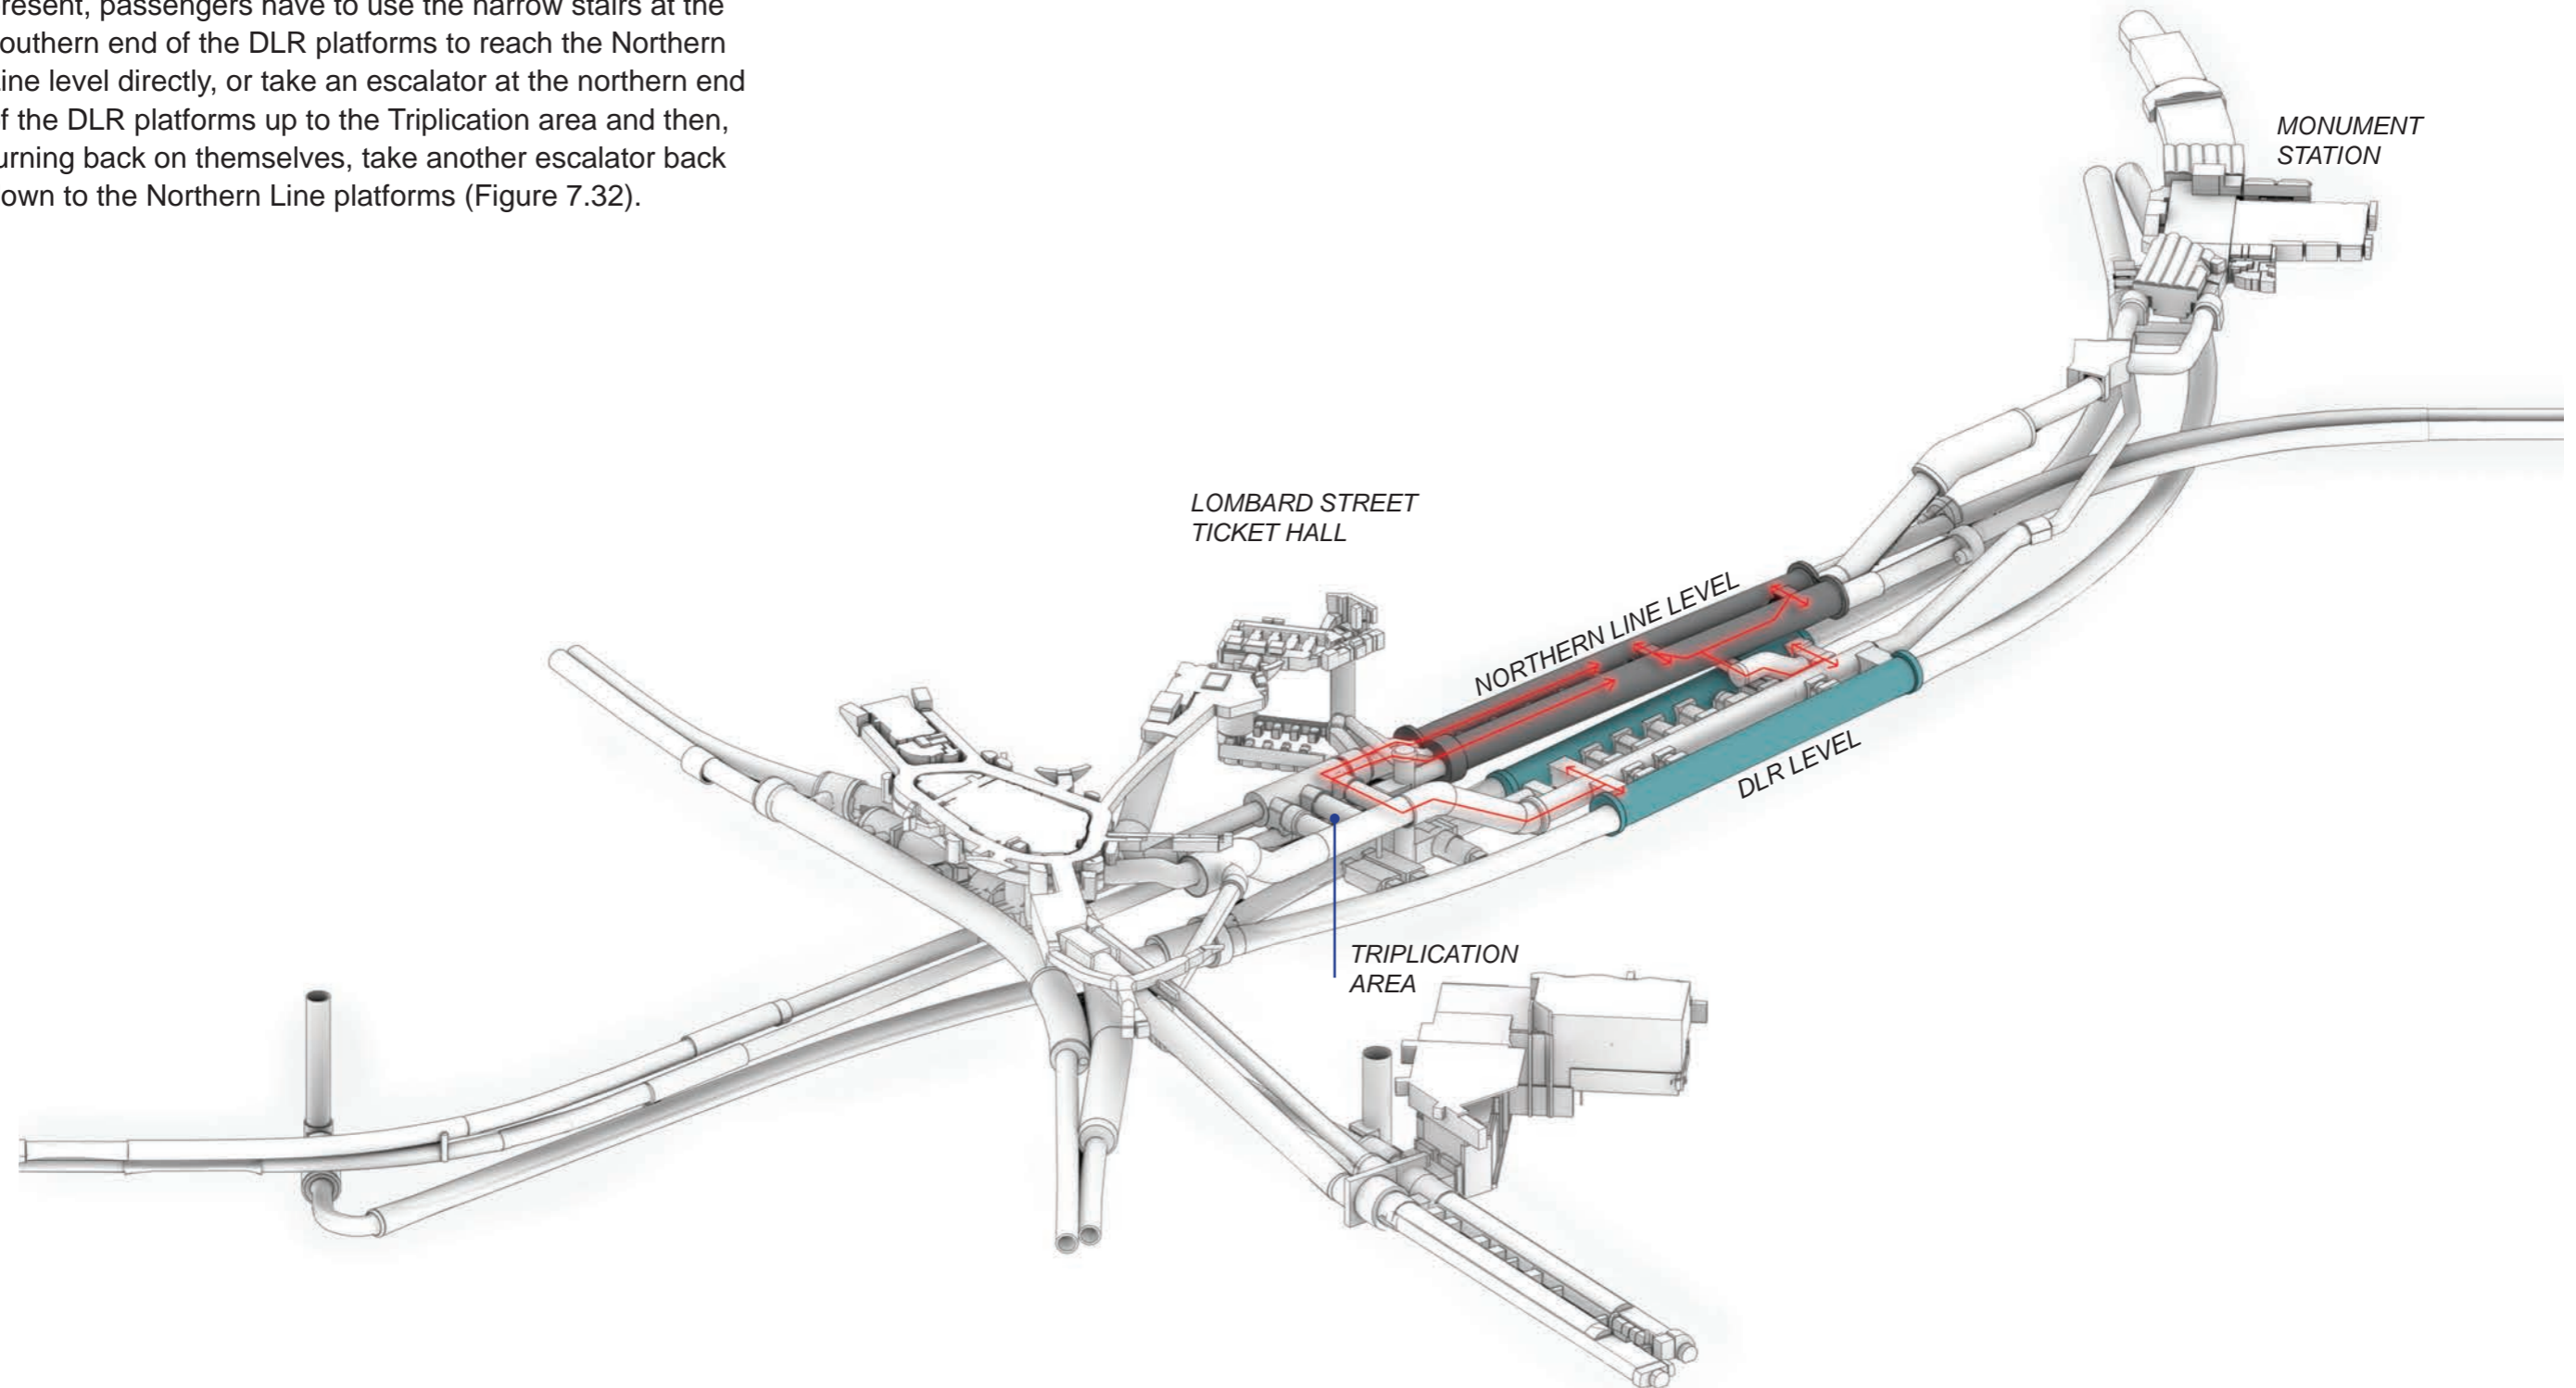 resent, passengers have to use the narrow stairs at the
outhern end of the DLR platforms to reach the Northern
ine level directly, or take an escalator at the northern end
f the DLR platforms up to the Triplication area and then,
urning back on themselves, take another escalator back
own to the Northern Line platforms (Figure 7.32).
MONUMENT
STATION
LOMBARD STREET
TICKET HALL
NORTHERN LINE LEVEL
DLR LEVEL
TRIPLICATION
AREA